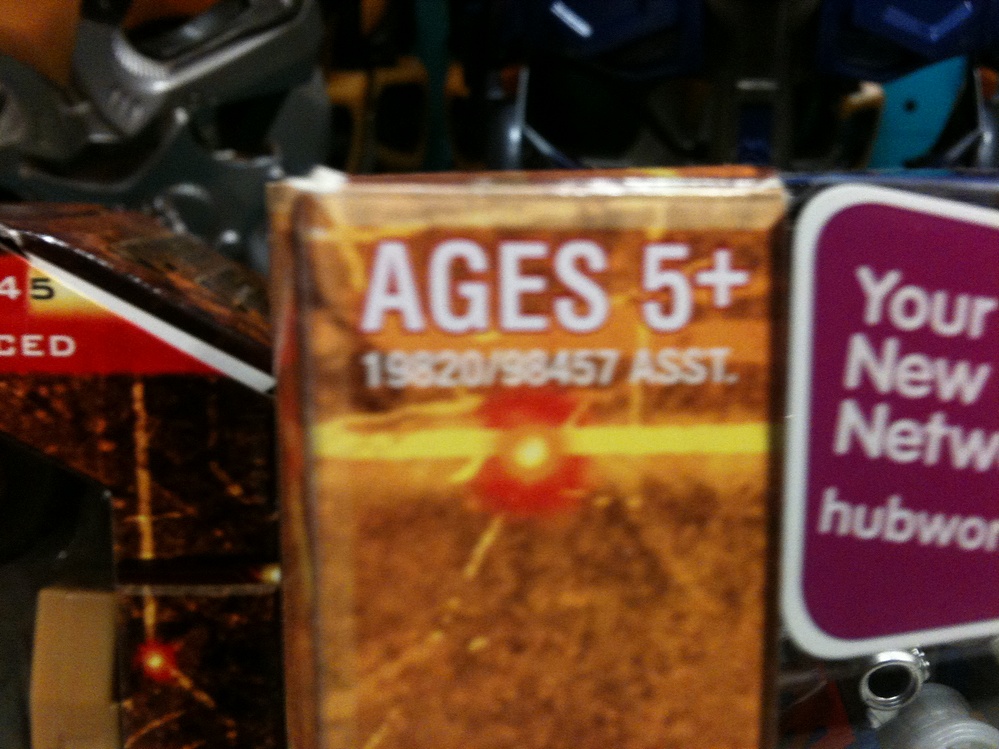 45
CED
AGES 5+
19820/98457 ASST.
Your
New
Netw
hubwor